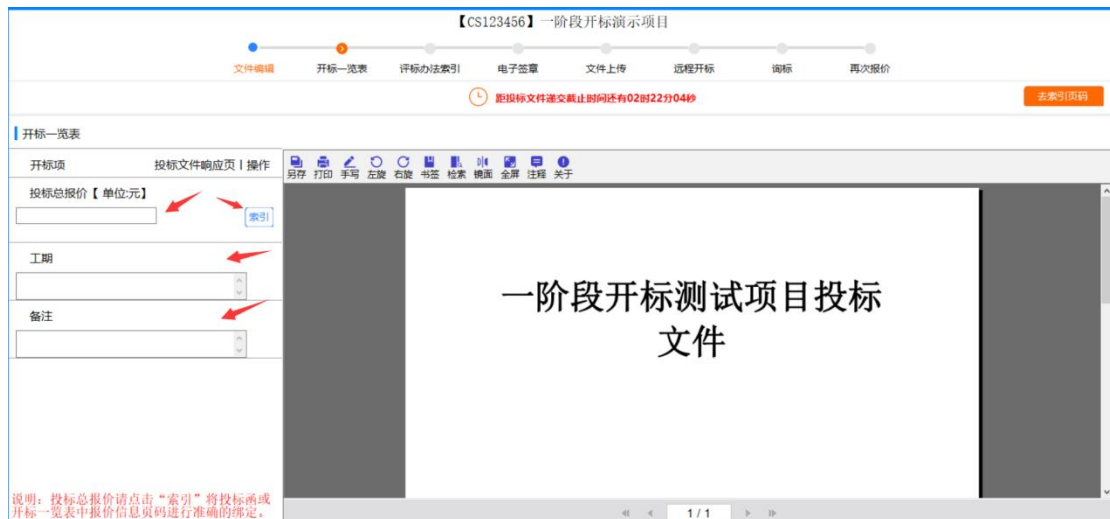 【CS123456】一阶段开标演示项目
文件编辑 开标一览表 评标办法索引 电子签章 文件上传 远程开标 询标 再次报价
距投标文件递交截止时间还有02时22分04秒
去索引页码
开标一览表
开标项 投标文件响应页丨操作
另存 打印 手写 左旋 右旋 书签 检索 镜面 全屏 注释 关于
投标总报价【 单位:元】
索引
工期
备注
一阶段开标测试项目投标
文件
说明：投标总报价请点击“索引”将投标函或
开标一览表中报价信息页码进行准确的绑定。
1 / 1